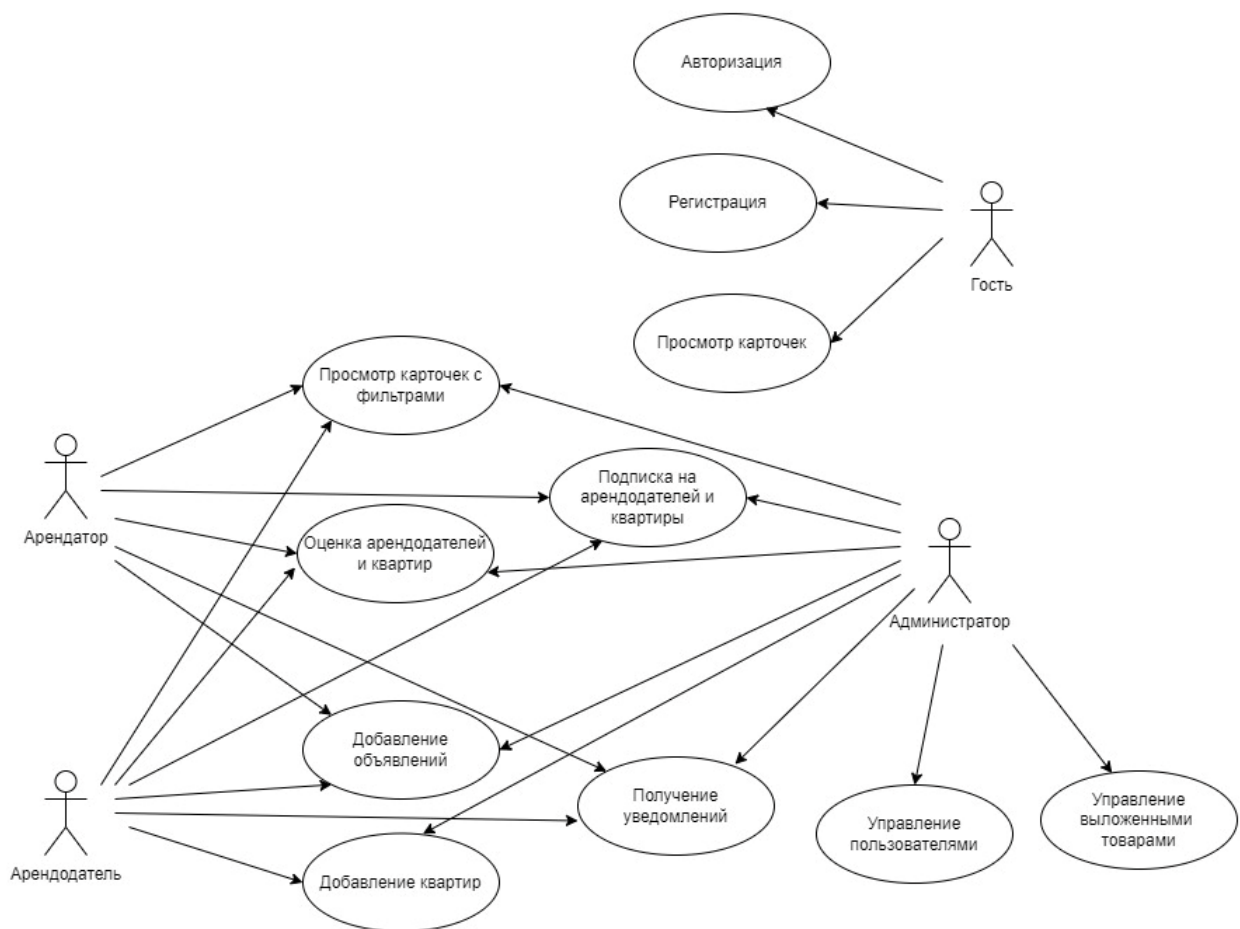 Авторизация
Регистрация
Гость
Просмотр карточек
Просмотр карточек с
фильтрами
Подписка на
арендодателей и
квартиры
Арендатор
Оценка арендодателей
и квартир
Администратор
Добавление
объявлений
Получение
уведомлений
Управление
выложенными
товарами
Управление
пользователями
Арендодатель
Добавление квартир